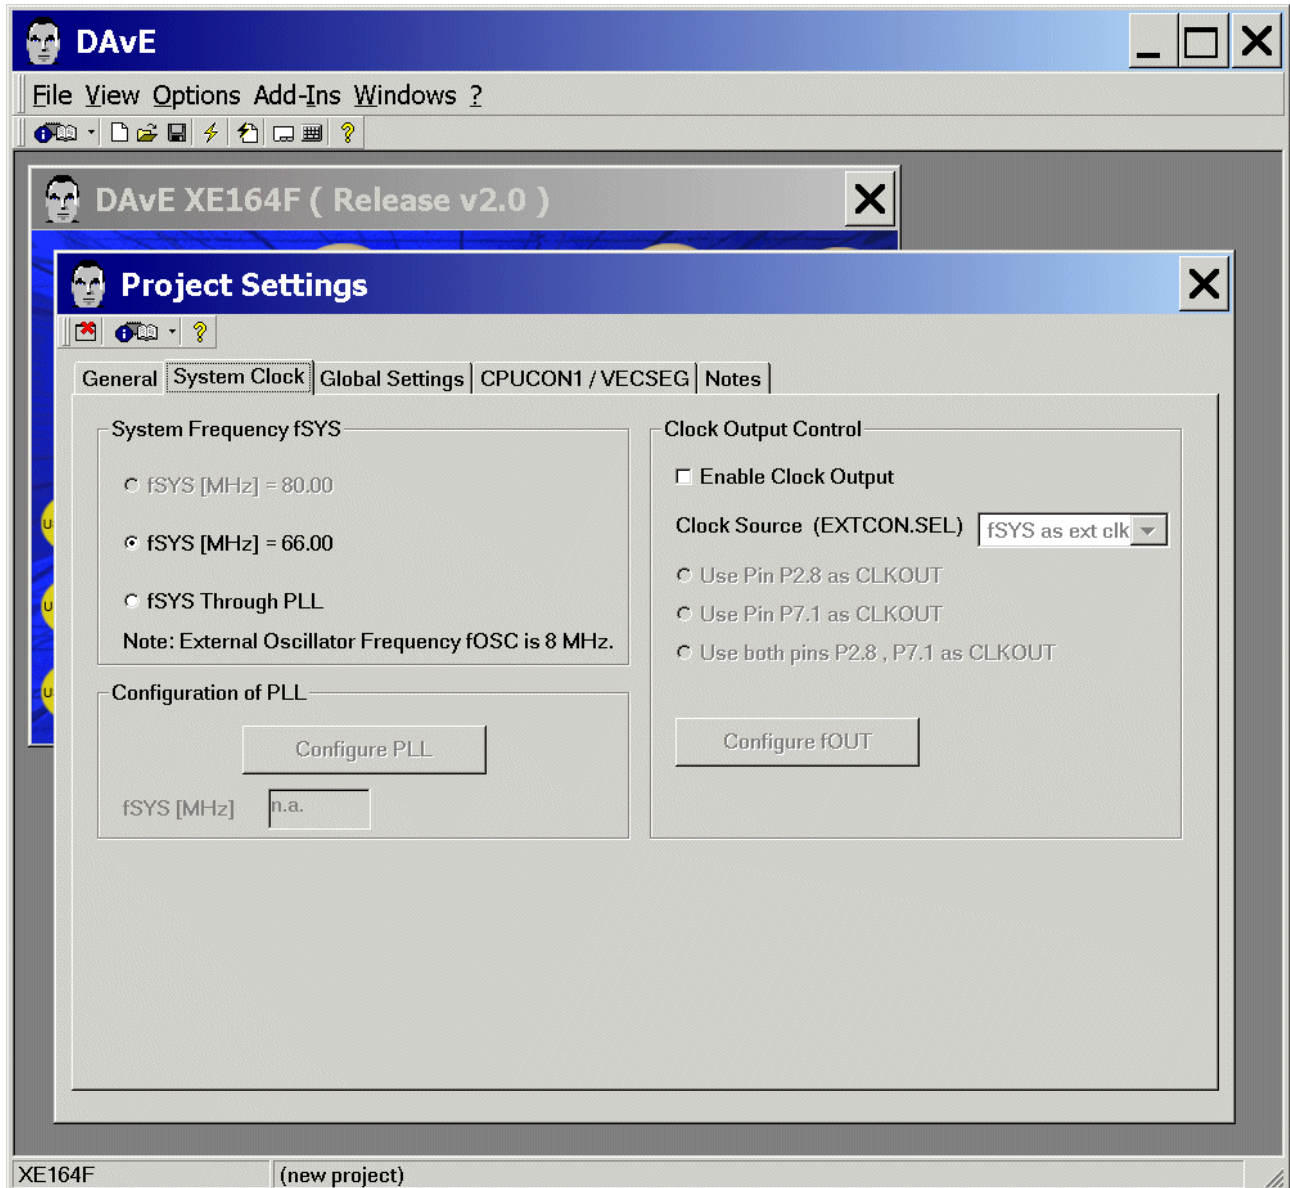 DAvE
File View Options Add-Ins Windows ?
DAvE XE164F ( Release v2.0 )
Project Settings
General System Clock Global Settings CPUCON1 / VECSEG Notes
System Frequency fSYS
fSYS [MHz] = 80.00
fSYS [MHz] = 66.00
fSYS Through PLL
Note: External Oscillator Frequency fOSC is 8 MHz.
Configuration of PLL
Configure PLL
fSYS [MHz] n.a.
Clock Output Control
Enable Clock Output
Clock Source (EXTCON.SEL) fSYS as ext clk
Use Pin P2.8 as CLKOUT
Use Pin P7.1 as CLKOUT
Use both pins P2.8 , P7.1 as CLKOUT
Configure fOUT
U
U
U
XE164F (new project)